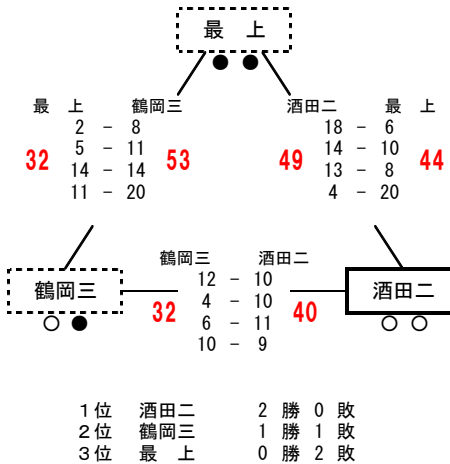 最 上
● ●
最 上 鶴岡三
2 － 8
5 － 11
14 － 14
11 － 20
32 53
酒田二 最 上
18 － 6
14 － 10
13 － 8
4 － 20
49 44
鶴岡三
○ ●
鶴岡三 酒田二
12 － 10
4 － 10
6 － 11
10 － 9
32 40
酒田二
○ ○
1位 酒田二 2 勝 0 敗
2位 鶴岡三 1 勝 1 敗
3位 最 上 0 勝 2 敗